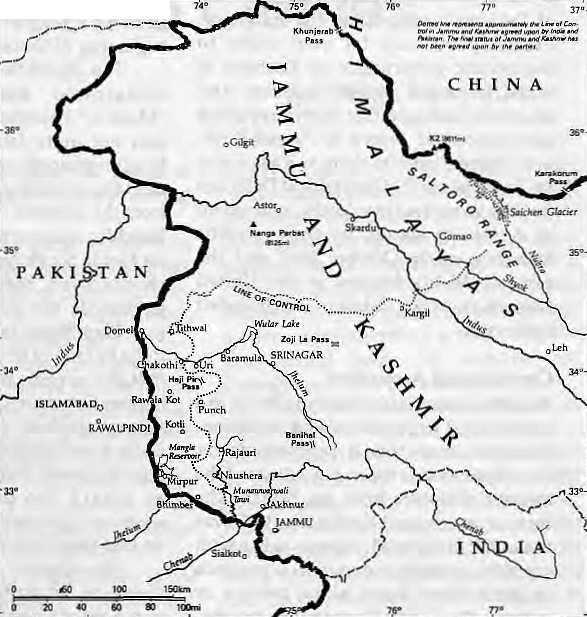 74°
75°
76°
77°
37°
Dotted line represents approximately the Line of Con-
trol in Jammu and Kashmir agreed upon by India and
Pakistan. The final status of Jammu and Kashmir has
not been agreed upon by the parties.
Khunjerab
Pass
HIMALAYAS
CHINA
JAMMU
AND
KASHMIR
36°
36°
Gilgit
K2 (8611m)
Karakorum
Pass
SALTORO RANGE
Saichen Glacier
Astor
Nanga Parbat
(8125m)
Skardu
Goma
35°
35°
Nubra
Shyok
PAKISTAN
LINE OF CONTROL
Kargil
Indus
Domel
Tithwal
Wular Lake
Zoji La Pass
Leh
Indus
Chakothi
Uri
Baramula
SRINAGAR
34°
34°
Haji Pir
Pass
Jhelum
Rawala Kot
ISLAMABAD
Punch
RAWALPINDI
Kotli
Banihal
Pass
Mangla
Reservoir
Rajauri
Mirpur
Naushera
33°
33°
Munawwarwali
Tawi
Bhimber
Akhnur
JAMMU
Chenab
INDIA
Jhelum
Chenab
Sialkot
0
50
100
150km
0
20
40
60
80
100mi
75°
76°
77°